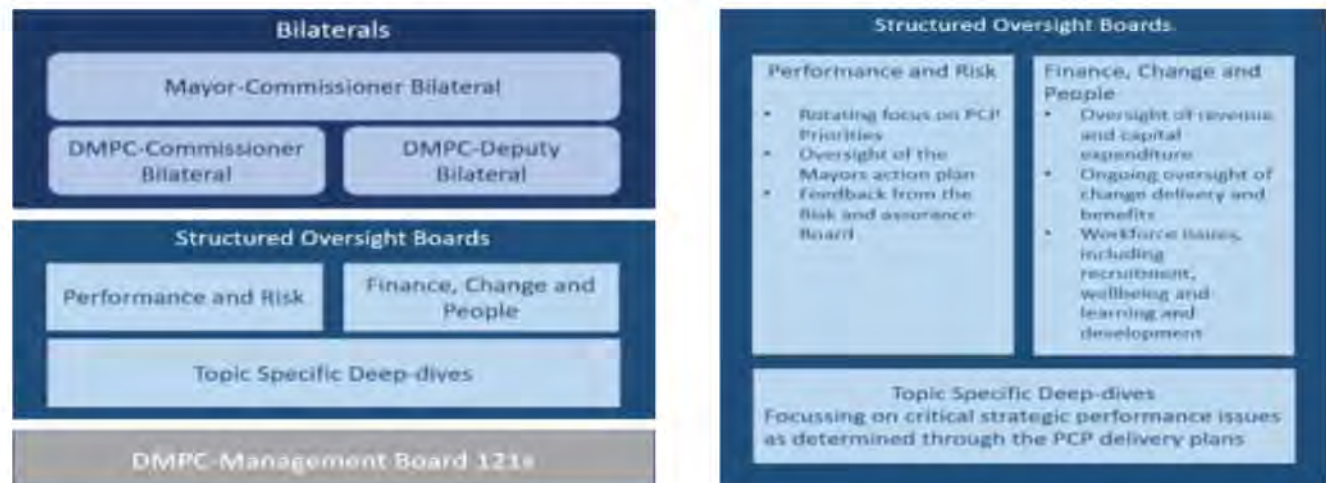 Bilaterals
Mayor-Commissioner Bilateral
DMPC-Commissioner
Bilateral
DMPC-Deputy
Bilateral
Structured Oversight Boards
Performance and Risk
Finance, Change and
People
Topic Specific Deep-dives
DMPC-Management Board 121s
Structured Oversight Boards
Performance and Risk
• Rotating focus on PCP
Priorities
• Oversight of the
Mayors action plan
• Feedback from the
Risk and assurance
Board
Finance, Change and
People
• Oversight of revenue
and capital
expenditure
• Ongoing oversight of
change delivery and
benefits
• Workforce issues,
including
recruitment,
wellbeing and
learning and
development
Topic Specific Deep-dives
Focussing on critical strategic performance issues
as determined through the PCP delivery plans